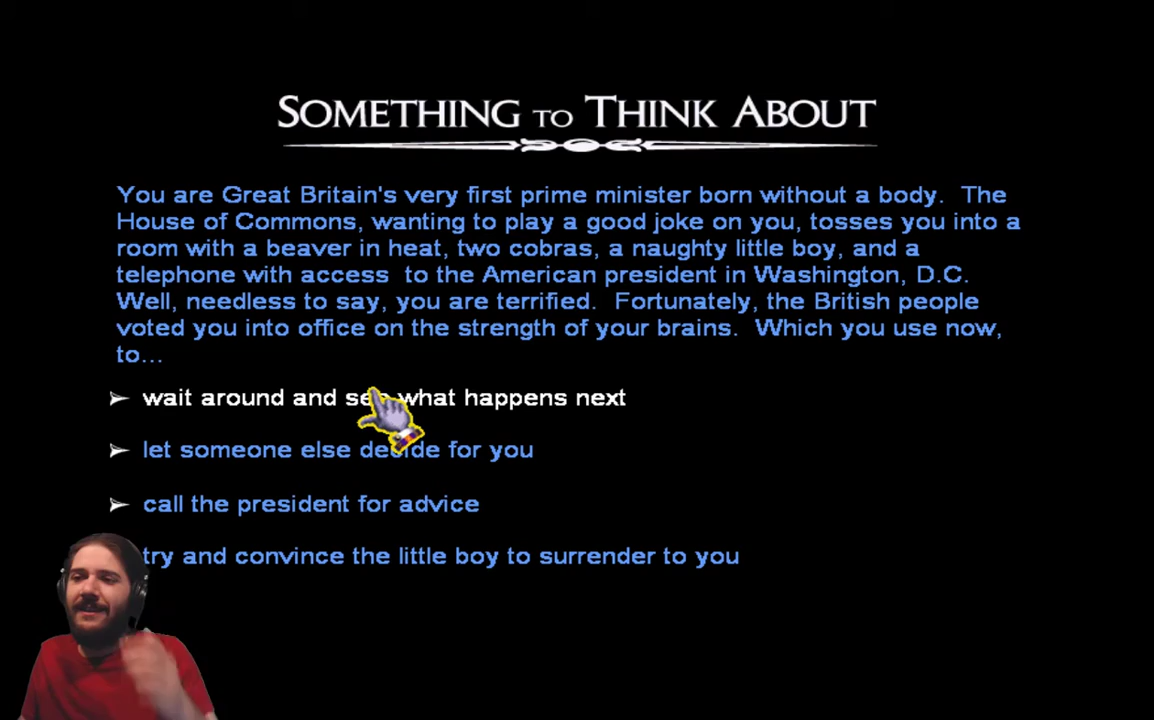 SOMETHING TO THINK ABOUT
You are Great Britain's very first prime minister born without a body. The
House of Commons, wanting to play a good joke on you, tosses you into a
room with a beaver in heat, two cobras, a naughty little boy, and a
telephone with access to the American president in Washington, D.C.
Well, needless to say, you are terrified. Fortunately, the British people
voted you into office on the strength of your brains. Which you use now,
to...
wait around and see what happens next
let someone else decide for you
call the president for advice
try and convince the little boy to surrender to you